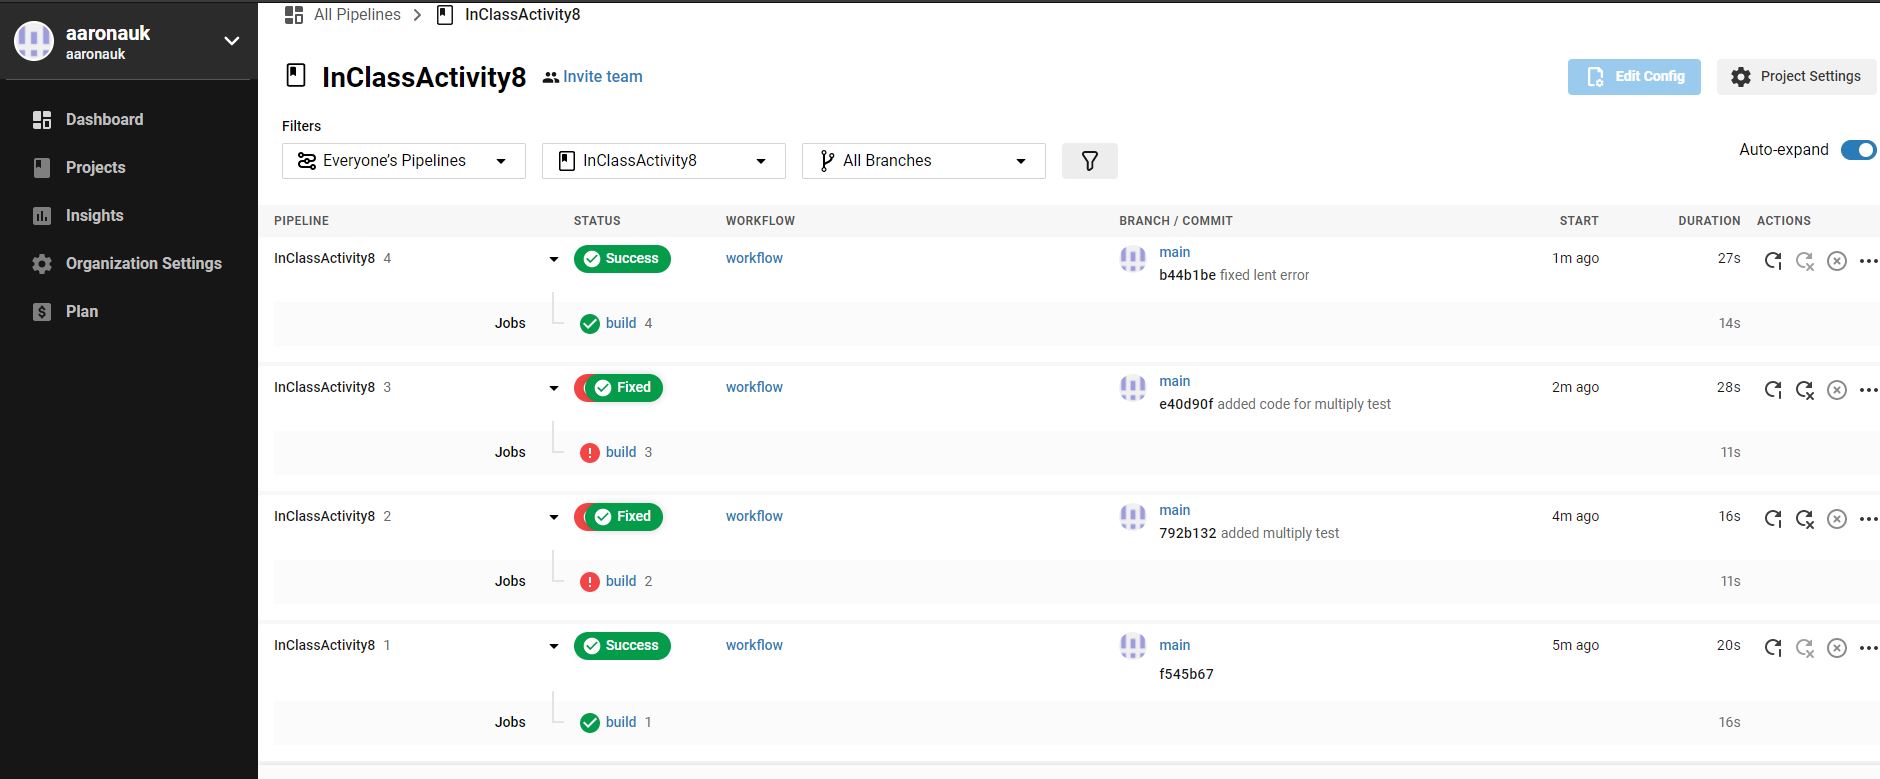 All Pipelines > InClassActivity8
aaronauk
aaronauk
InClassActivity8 Invite team
Edit Config Project Settings
Dashboard
Projects
Insights
Organization Settings
Plan
Filters
Everyone's Pipelines InClassActivity8 All Branches
Auto-expand
PIPELINE STATUS WORKFLOW BRANCH / COMMIT START DURATION ACTIONS
InClassActivity8 4 Success workflow main 1m ago 27s
b44b1be fixed lent error
Jobs build 4 14s
InClassActivity8 3 Fixed workflow main 2m ago 28s
e40d90f added code for multiply test
Jobs build 3 11s
InClassActivity8 2 Fixed workflow main 4m ago 16s
792b132 added multiply test
Jobs build 2 11s
InClassActivity8 1 Success workflow main 5m ago 20s
f545b67
Jobs build 1 16s